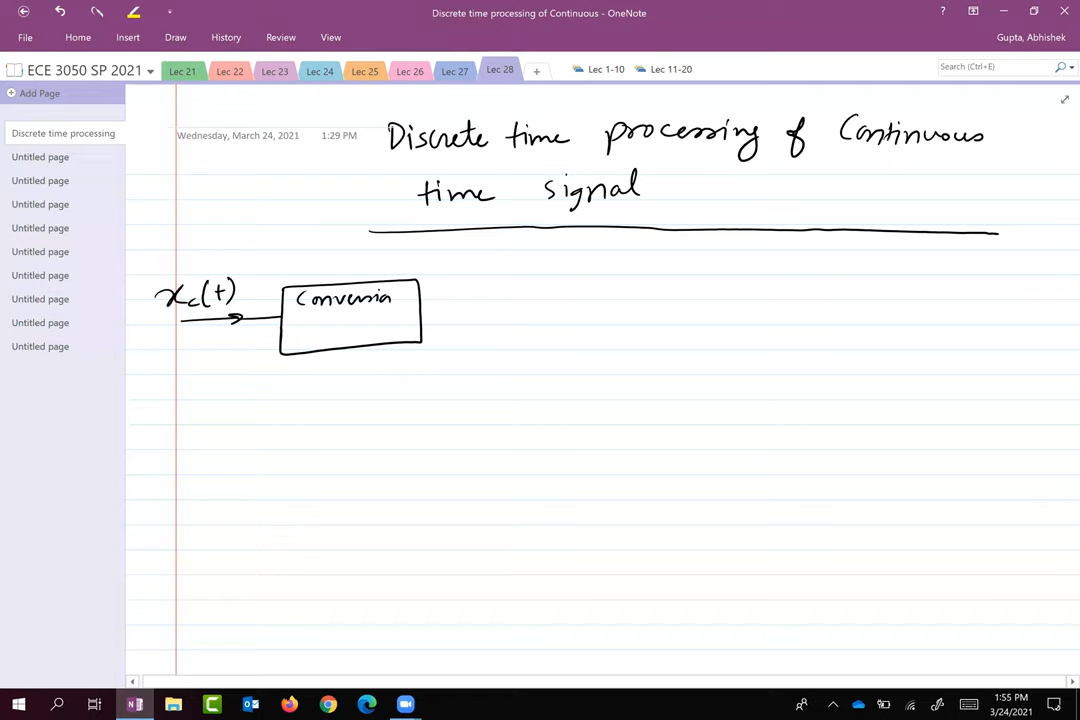 Discrete time processing of Continuous - OneNote
Gupta, Abhishek
File Home Insert Draw History Review View
ECE 3050 SP 2021
Lec 21 Lec 22 Lec 23 Lec 24 Lec 25 Lec 26 Lec 27 Lec 28 + Lec 1-10 Lec 11-20
Search (Ctrl+E)
Add Page
Discrete time processing
Untitled page
Untitled page
Untitled page
Untitled page
Untitled page
Untitled page
Untitled page
Untitled page
Untitled page
Wednesday, March 24, 2021 1:29 PM
Discrete time processing of Continuous
time signal
x_c(t)
Conversion
1:55 PM
3/24/2021